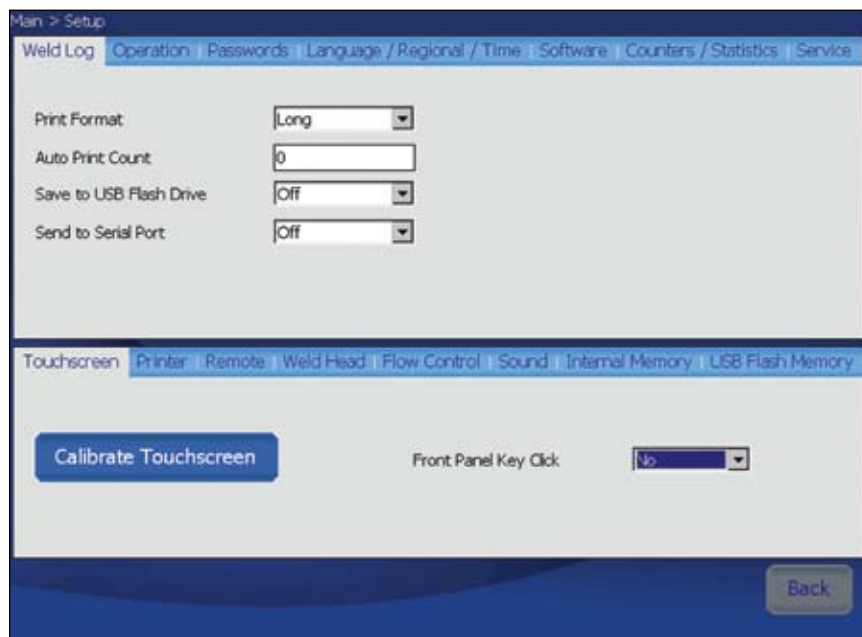 Main > Setup
Weld Log Operation Passwords Language / Regional / Time Software Counters / Statistics Service
Print Format Long
Auto Print Count 0
Save to USB Flash Drive Off
Send to Serial Port Off
Touchscreen Printer Remote Weld Head Flow Control Sound Internal Memory USB Flash Memory
Calibrate Touchscreen Front Panel Key Click No
Back